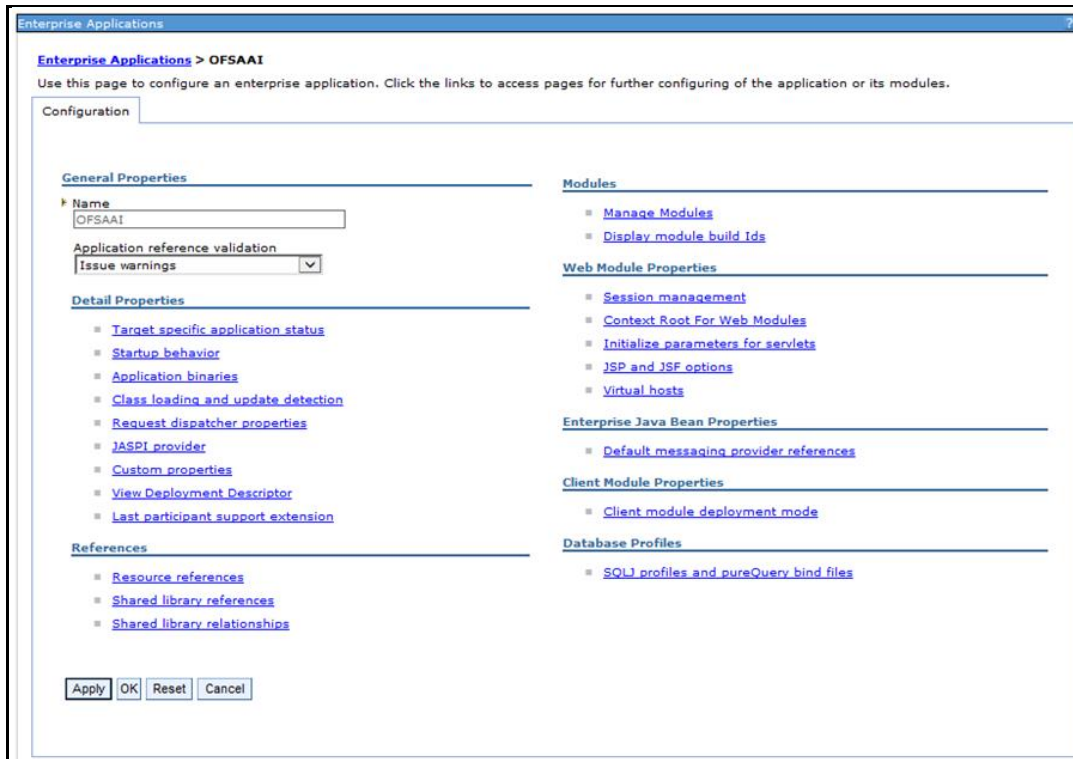 Enterprise Applications ?
Enterprise Applications > OFSAAI
Use this page to configure an enterprise application. Click the links to access pages for further configuring of the application or its modules.
Configuration
General Properties
Name
OFSAAI
Application reference validation
Issue warnings
Detail Properties
Target specific application status
Startup behavior
Application binaries
Class loading and update detection
Request dispatcher properties
JASPI provider
Custom properties
View Deployment Descriptor
Last participant support extension
References
Resource references
Shared library references
Shared library relationships
Modules
Manage Modules
Display module build Ids
Web Module Properties
Session management
Context Root For Web Modules
Initialize parameters for servlets
JSP and JSF options
Virtual hosts
Enterprise Java Bean Properties
Default messaging provider references
Client Module Properties
Client module deployment mode
Database Profiles
SQLJ profiles and pureQuery bind files
Apply OK Reset Cancel